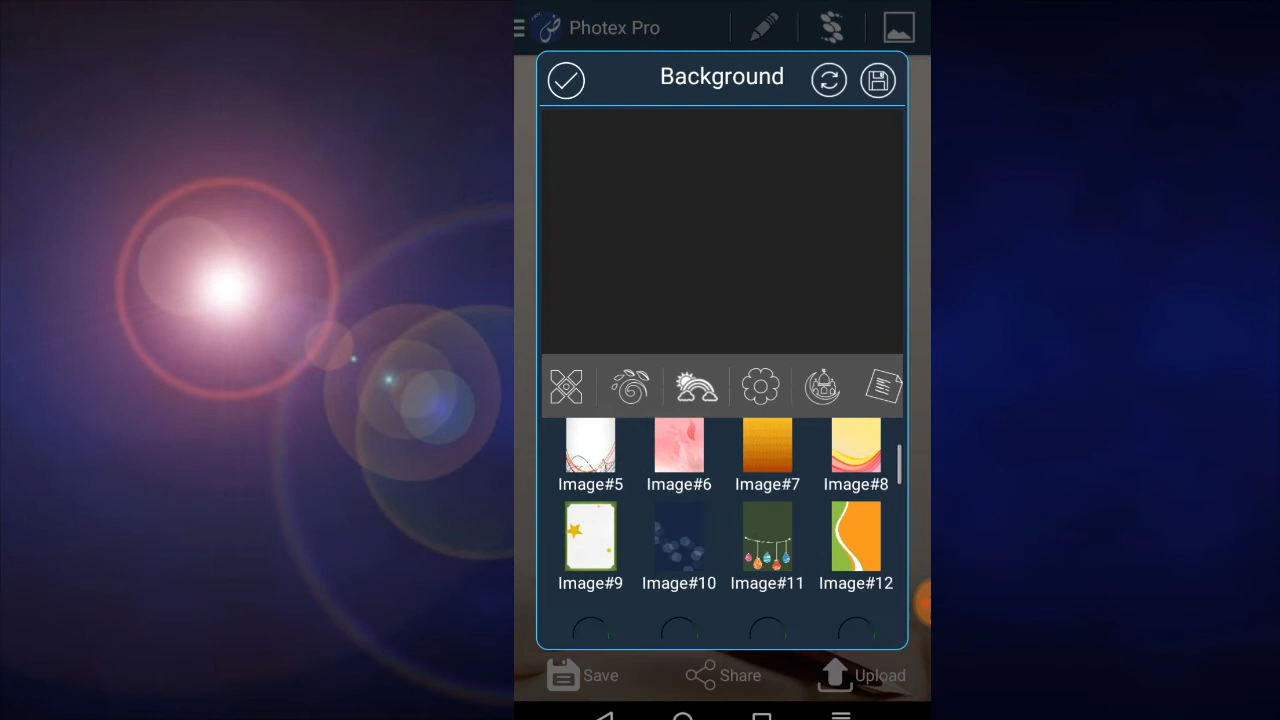 Photex Pro
Background
Image#5 Image#6 Image#7 Image#8
Image#9 Image#10 Image#11 Image#12
Save Share Upload